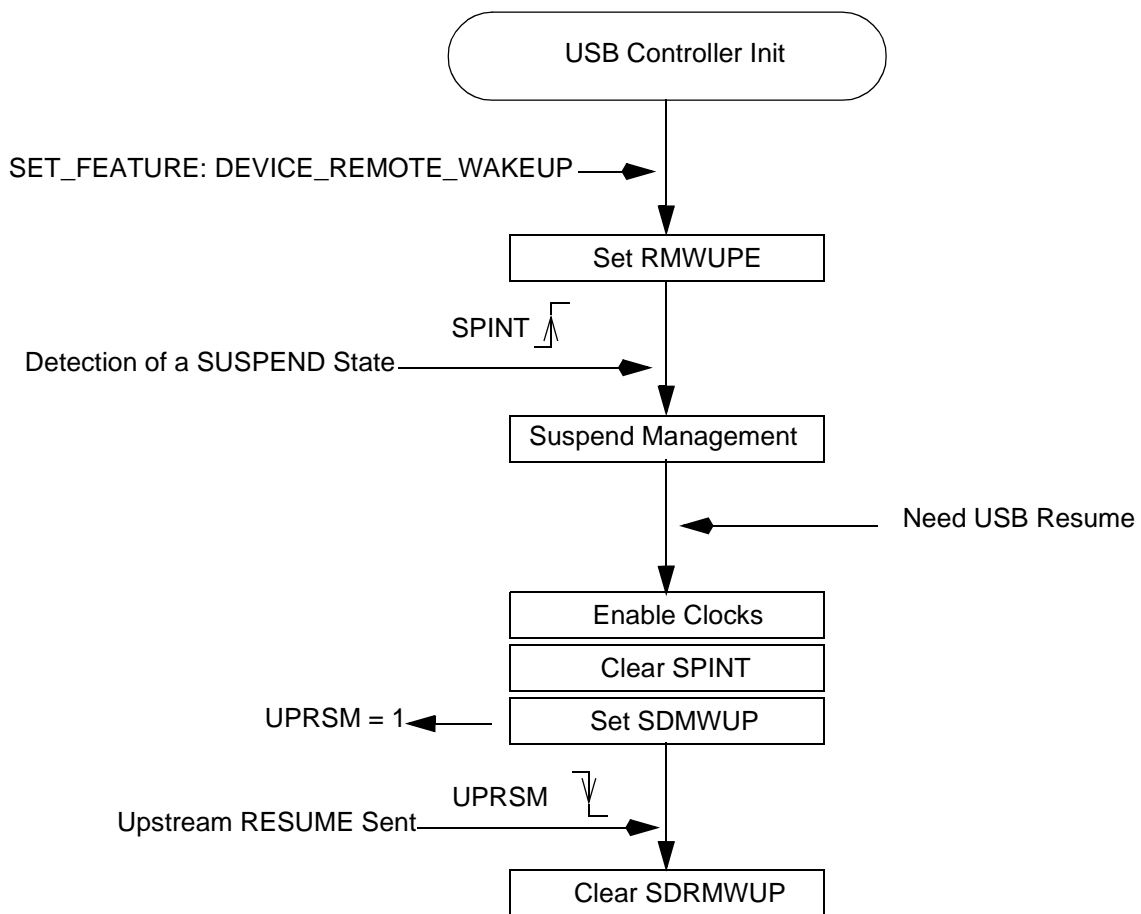 USB Controller Init
SET_FEATURE: DEVICE_REMOTE_WAKEUP
Set RMWUPE
SPINT
Detection of a SUSPEND State
Suspend Management
Need USB Resume
Enable Clocks
Clear SPINT
UPRSM = 1
Set SDMWUP
UPRSM
Upstream RESUME Sent
Clear SDRMWUP